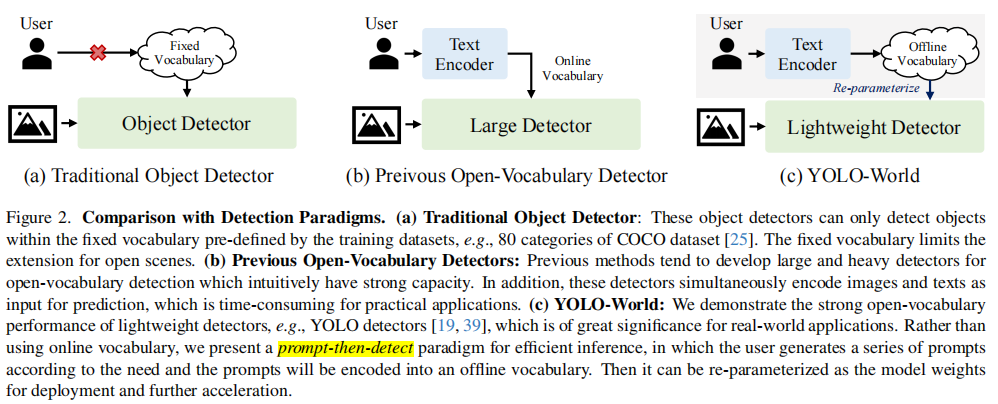 User
Fixed
Vocabulary
Object Detector
(a) Traditional Object Detector
User
Text
Encoder
Online
Vocabulary
Large Detector
(b) Preivous Open-Vocabulary Detector
User
Text
Encoder
Offline
Vocabulary
Re-parameterize
Lightweight Detector
(c) YOLO-World
Figure 2. Comparison with Detection Paradigms. (a) Traditional Object Detector: These object detectors can only detect objects
within the fixed vocabulary pre-defined by the training datasets, e.g., 80 categories of COCO dataset [25]. The fixed vocabulary limits the
extension for open scenes. (b) Previous Open-Vocabulary Detectors: Previous methods tend to develop large and heavy detectors for
open-vocabulary detection which intuitively have strong capacity. In addition, these detectors simultaneously encode images and texts as
input for prediction, which is time-consuming for practical applications. (c) YOLO-World: We demonstrate the strong open-vocabulary
performance of lightweight detectors, e.g., YOLO detectors [19, 39], which is of great significance for real-world applications. Rather than
using online vocabulary, we present a prompt-then-detect paradigm for efficient inference, in which the user generates a series of prompts
according to the need and the prompts will be encoded into an offline vocabulary. Then it can be re-parameterized as the model weights
for deployment and further acceleration.